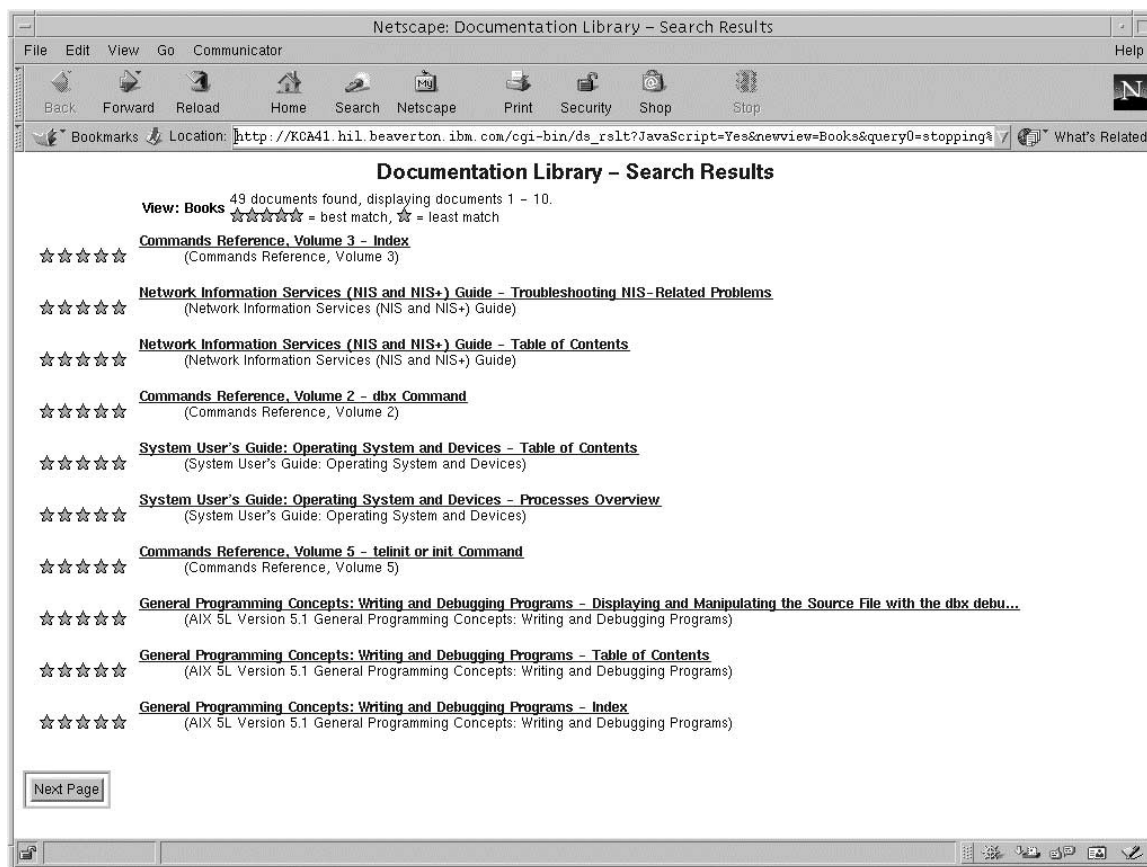 Netscape: Documentation Library – Search Results
File Edit View Go Communicator Help
Back Forward Reload Home Search Netscape Print Security Shop Stop
N
Bookmarks Location: http://KCA41.hil.beaverton.ibm.com/cgi-bin/ds_rslt?JavaScript=Yes&newview=Books&query0=stopping% What's Related
Documentation Library – Search Results
View: Books 49 documents found, displaying documents 1 – 10.
= best match, = least match
Commands Reference, Volume 3 – Index
(Commands Reference, Volume 3)
Network Information Services (NIS and NIS+) Guide – Troubleshooting NIS–Related Problems
(Network Information Services (NIS and NIS+) Guide)
Network Information Services (NIS and NIS+) Guide – Table of Contents
(Network Information Services (NIS and NIS+) Guide)
Commands Reference, Volume 2 – dbx Command
(Commands Reference, Volume 2)
System User's Guide: Operating System and Devices – Table of Contents
(System User's Guide: Operating System and Devices)
System User's Guide: Operating System and Devices – Processes Overview
(System User's Guide: Operating System and Devices)
Commands Reference, Volume 5 – telinit or init Command
(Commands Reference, Volume 5)
General Programming Concepts: Writing and Debugging Programs – Displaying and Manipulating the Source File with the dbx debu...
(AIX 5L Version 5.1 General Programming Concepts: Writing and Debugging Programs)
General Programming Concepts: Writing and Debugging Programs – Table of Contents
(AIX 5L Version 5.1 General Programming Concepts: Writing and Debugging Programs)
General Programming Concepts: Writing and Debugging Programs – Index
(AIX 5L Version 5.1 General Programming Concepts: Writing and Debugging Programs)
Next Page